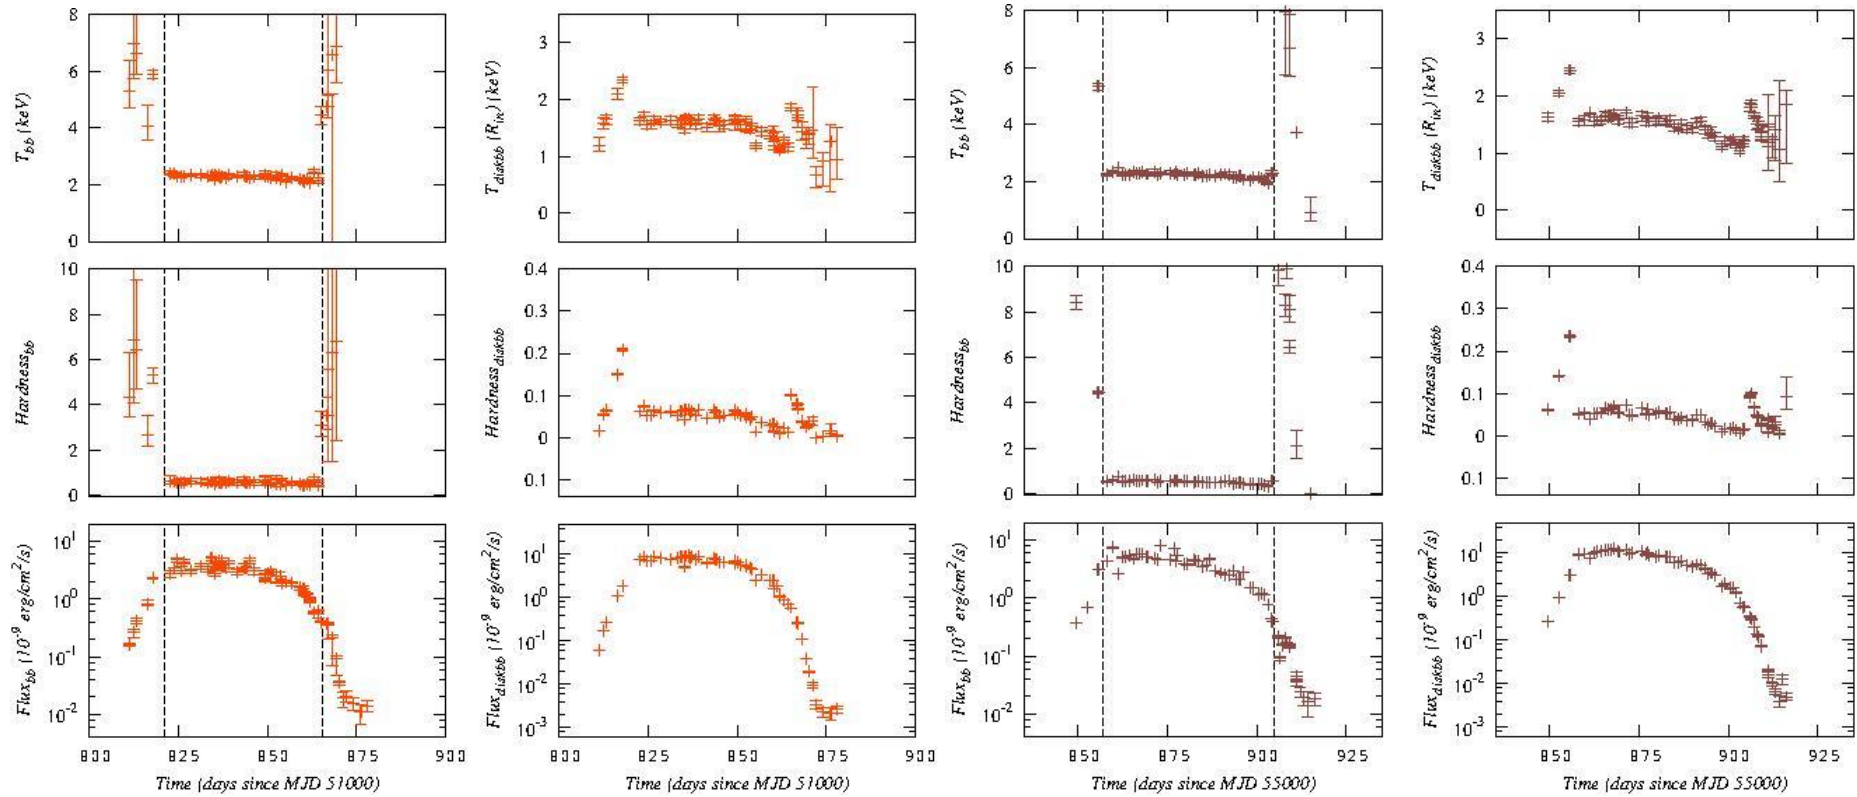 8 6 4 2 0
T_bb (keV)
3 2 1 0
T_diskbb (R_in) (keV)
8 6 4 2 0
T_bb (keV)
3 2 1 0
T_diskbb (R_in) (keV)
10 8 6 4 2 0
Hardness_bb
0.4 0.3 0.2 0.1 0 0.1
Hardness_diskbb
10 8 6 4 2 0
Hardness_bb
0.4 0.3 0.2 0.1 0 0.1
Hardness_diskbb
10^1 10^0 10^-1 10^-2
Flux_bb (10^-9 erg/cm^2/s)
10^1 10^0 10^-1 10^-2 10^-3
Flux_diskbb (10^-9 erg/cm^2/s)
10^1 10^0 10^-1 10^-2
Flux_bb (10^-9 erg/cm^2/s)
10^1 10^0 10^-1 10^-2 10^-3
Flux_diskbb (10^-9 erg/cm^2/s)
800 825 850 875 900
800 825 850 875 900
850 875 900 925
850 875 900 925
Time (days since MJD 51000)
Time (days since MJD 51000)
Time (days since MJD 55000)
Time (days since MJD 55000)